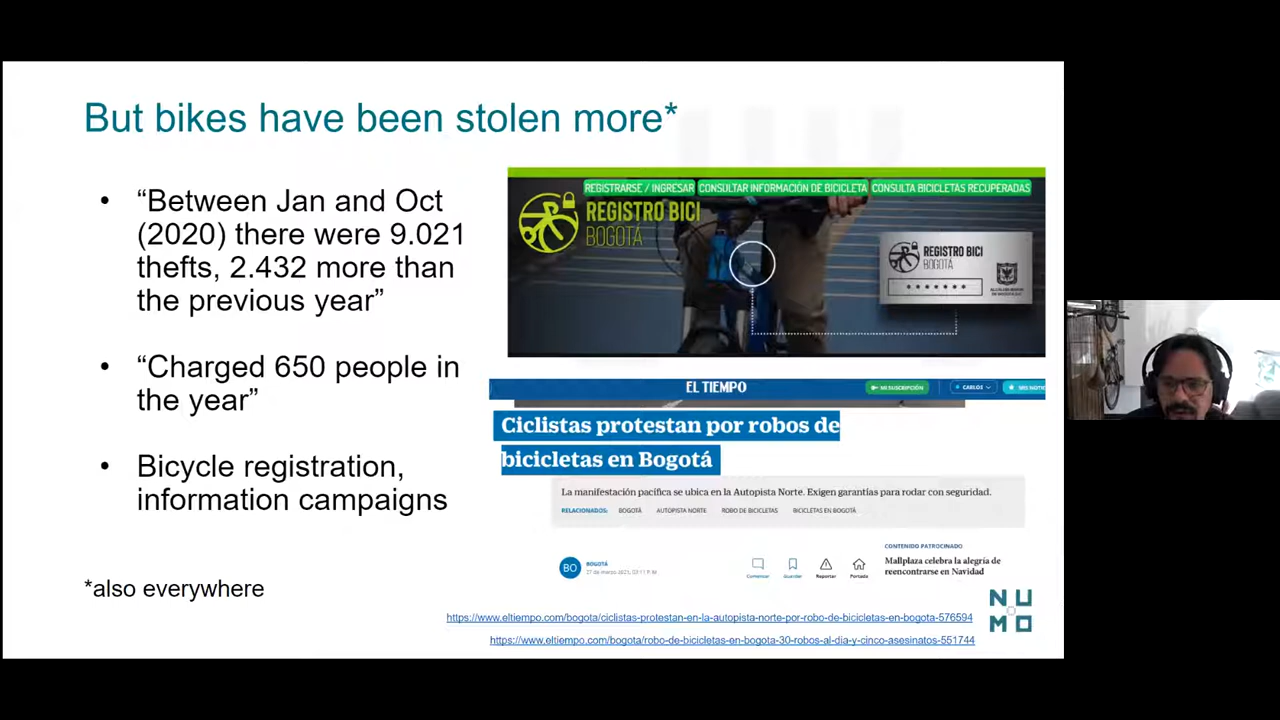 But bikes have been stolen more*
• “Between Jan and Oct
(2020) there were 9.021
thefts, 2.432 more than
the previous year”
• “Charged 650 people in
the year”
• Bicycle registration,
information campaigns
*also everywhere
REGISTRARSE / INGRESAR CONSULTAR INFORMACIÓN DE BICICLETA CONSULTA BICICLETAS RECUPERADAS
REGISTRO BICI
BOGOTÁ
REGISTRO BICI
BOGOTÁ
EL TIEMPO MI SUSCRIPCIÓN CARLOS
Ciclistas protestan por robos de
bicicletas en Bogotá
La manifestación pacífica se ubica en la Autopista Norte. Exigen garantías para rodar con seguridad.
RELACIONADOS: BOGOTÁ AUTOPISTA NORTE ROBO DE BICICLETAS BICICLETAS EN BOGOTÁ
BO BOGOTÁ
Comentar Guardar Reportar Portada
CONTENIDO PATROCINADO
Mallplaza celebra la alegría de
reencontrarse en Navidad
https://www.eltiempo.com/bogota/ciclistas-protestan-en-la-autopista-norte-por-robo-de-bicicletas-en-bogota-576594
https://www.eltiempo.com/bogota/robo-de-bicicletas-en-bogota-30-robos-al-dia-y-cinco-asesinatos-551744
NU
MO